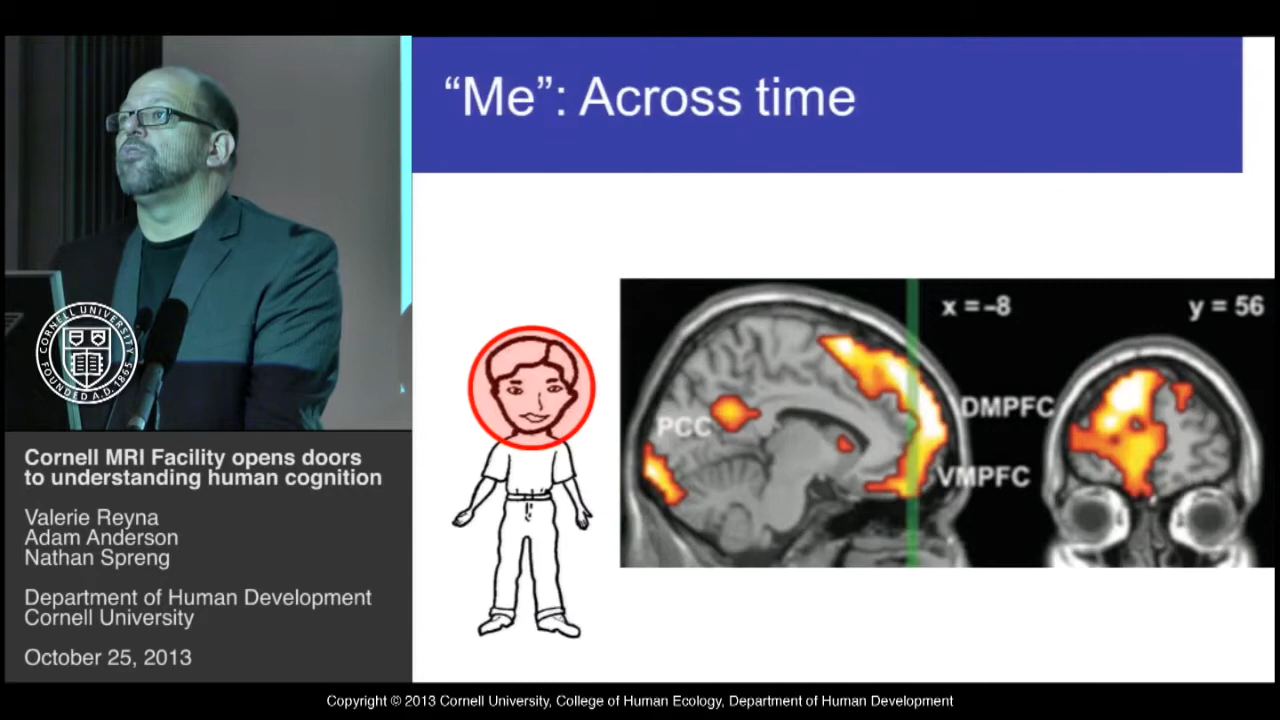 “Me”: Across time
x = –8
y = 56
PCC
DMPFC
VMPFC
CORNELL UNIVERSITY
FOUNDED A.D. 1865
Cornell MRI Facility opens doors
to understanding human cognition
Valerie Reyna
Adam Anderson
Nathan Spreng
Department of Human Development
Cornell University
October 25, 2013
Copyright © 2013 Cornell University, College of Human Ecology, Department of Human Development